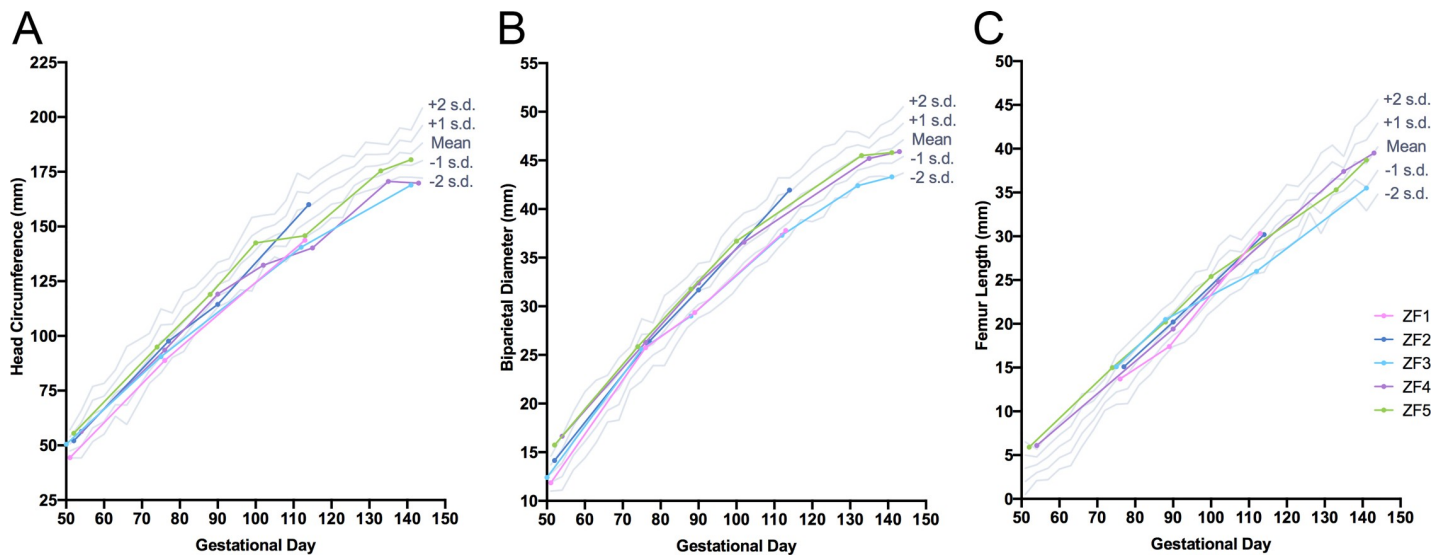 A
Head Circumference (mm)
225
200
175
150
125
100
75
50
25
50 60 70 80 90 100 110 120 130 140 150
Gestational Day
+2 s.d.
+1 s.d.
Mean
-1 s.d.
-2 s.d.
B
Biparietal Diameter (mm)
55
50
45
40
35
30
25
20
15
10
50 60 70 80 90 100 110 120 130 140 150
Gestational Day
+2 s.d.
+1 s.d.
Mean
-1 s.d.
-2 s.d.
C
Femur Length (mm)
50
45
40
35
30
25
20
15
10
5
0
50 60 70 80 90 100 110 120 130 140 150
Gestational Day
+2 s.d.
+1 s.d.
Mean
-1 s.d.
-2 s.d.
ZF1
ZF2
ZF3
ZF4
ZF5